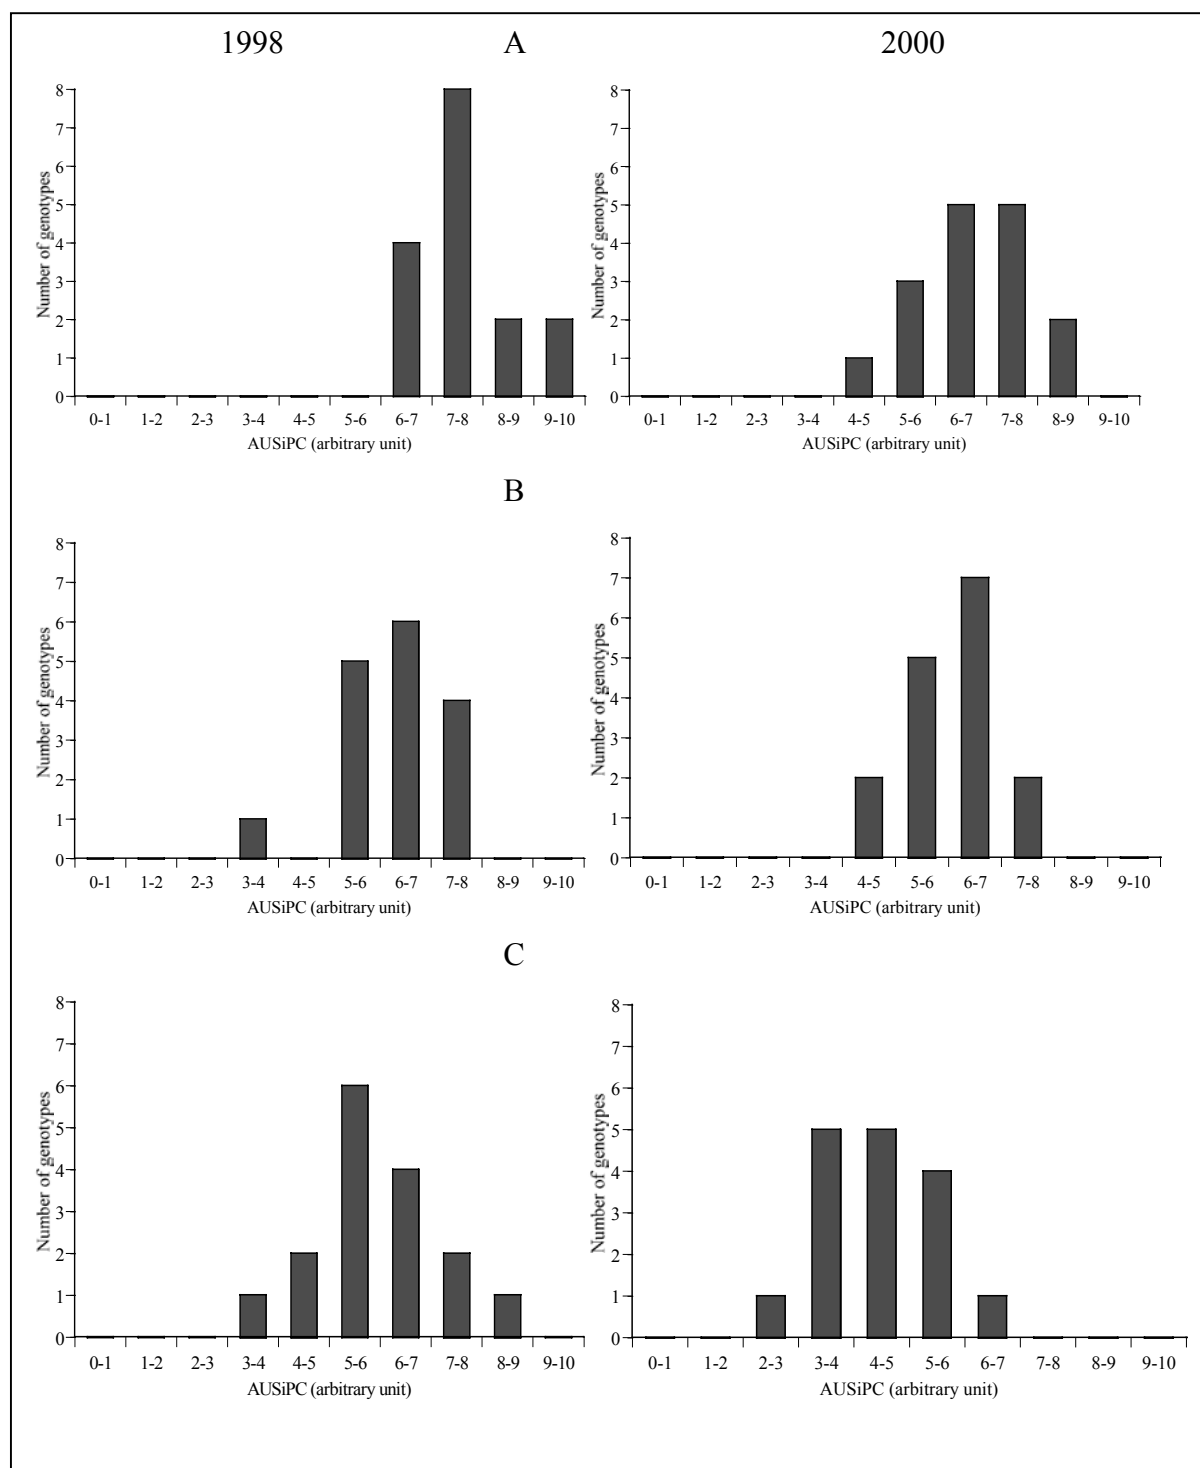 1998 A 2000
Number of genotypes
8
7
6
5
4
3
2
1
0
0-1 1-2 2-3 3-4 4-5 5-6 6-7 7-8 8-9 9-10
AUSiPC (arbitrary unit)
Number of genotypes
8
7
6
5
4
3
2
1
0
0-1 1-2 2-3 3-4 4-5 5-6 6-7 7-8 8-9 9-10
AUSiPC (arbitrary unit)
B
Number of genotypes
8
7
6
5
4
3
2
1
0
0-1 1-2 2-3 3-4 4-5 5-6 6-7 7-8 8-9 9-10
AUSiPC (arbitrary unit)
Number of genotypes
8
7
6
5
4
3
2
1
0
0-1 1-2 2-3 3-4 4-5 5-6 6-7 7-8 8-9 9-10
AUSiPC (arbitrary unit)
C
Number of genotypes
8
7
6
5
4
3
2
1
0
0-1 1-2 2-3 3-4 4-5 5-6 6-7 7-8 8-9 9-10
AUSiPC (arbitrary unit)
Number of genotypes
8
7
6
5
4
3
2
1
0
0-1 1-2 2-3 3-4 4-5 5-6 6-7 7-8 8-9 9-10
AUSiPC (arbitrary unit)